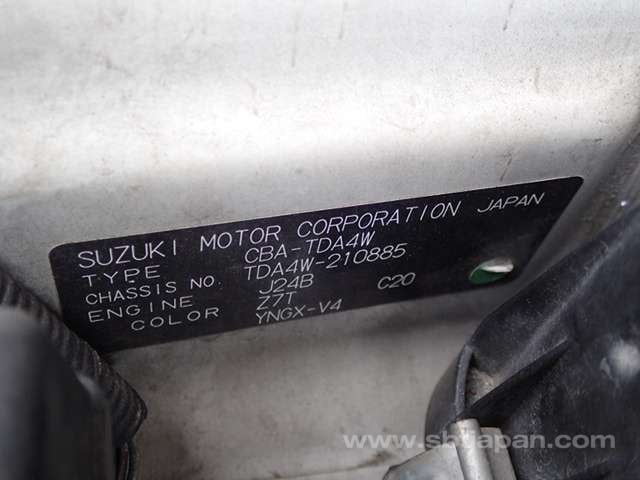 SUZUKI MOTOR CORPORATION JAPAN
TYPE CBA-TDA4W
CHASSIS NO. TDA4W-210885
ENGINE J24B C20
COLOR Z7T
YNGX-V4
www.sbtjapan.com